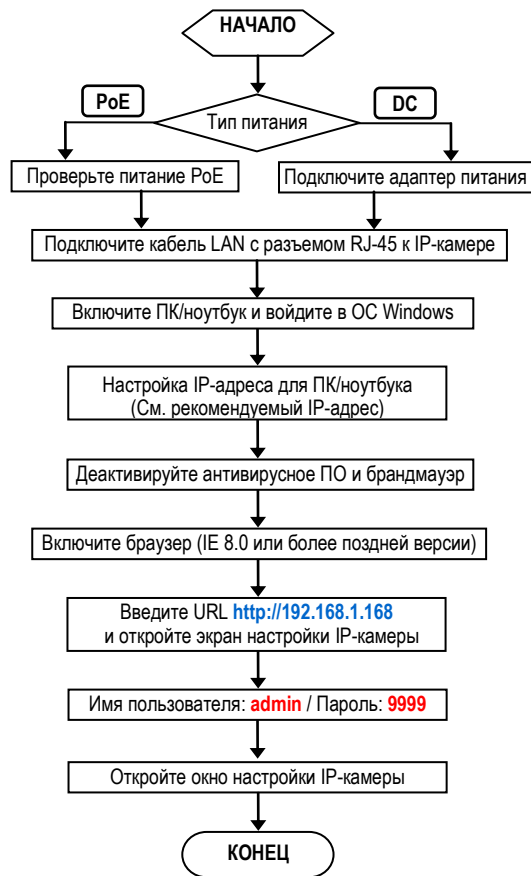 НАЧАЛО
PoE
DC
Тип питания
Проверьте питание PoE
Подключите адаптер питания
Подключите кабель LAN с разъемом RJ-45 к IP-камере
Включите ПК/ноутбук и войдите в ОС Windows
Настройка IP-адреса для ПК/ноутбука
(См. рекомендуемый IP-адрес)
Деактивируйте антивирусное ПО и брандмауэр
Включите браузер (IE 8.0 или более поздней версии)
Введите URL http://192.168.1.168
и откройте экран настройки IP-камеры
Имя пользователя: admin / Пароль: 9999
Откройте окно настройки IP-камеры
КОНЕЦ